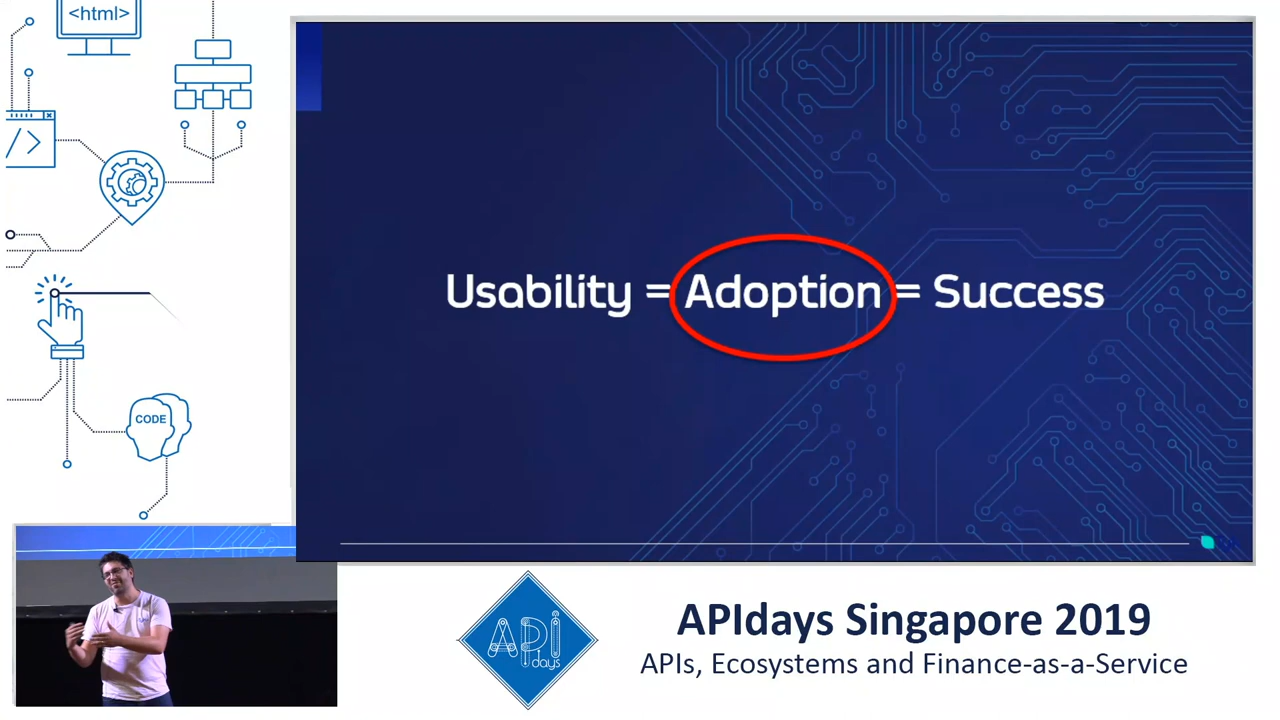 <html>
</>
CODE
Usability = Adoption = Success
API
days
APIdays Singapore 2019
APIs, Ecosystems and Finance-as-a-Service